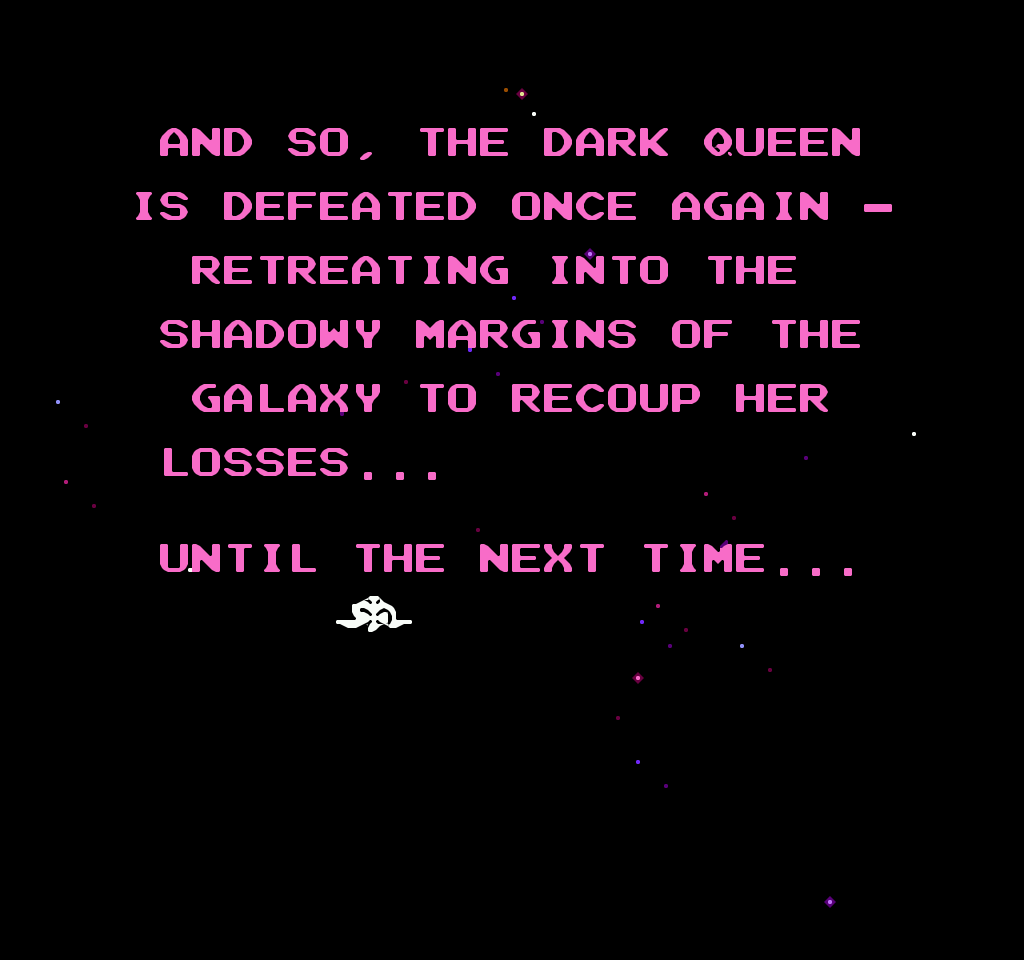 AND SO, THE DARK QUEEN
IS DEFEATED ONCE AGAIN –
RETREATING INTO THE
SHADOWY MARGINS OF THE
GALAXY TO RECOUP HER
LOSSES...
UNTIL THE NEXT TIME...